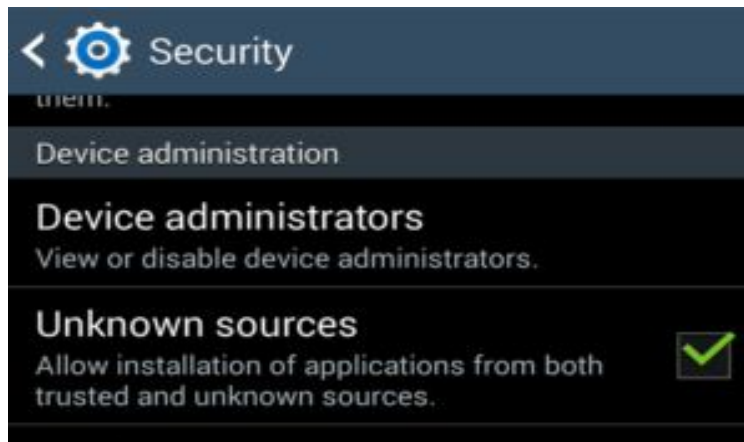 Security
them.
Device administration
Device administrators
View or disable device administrators.
Unknown sources
Allow installation of applications from both
trusted and unknown sources.